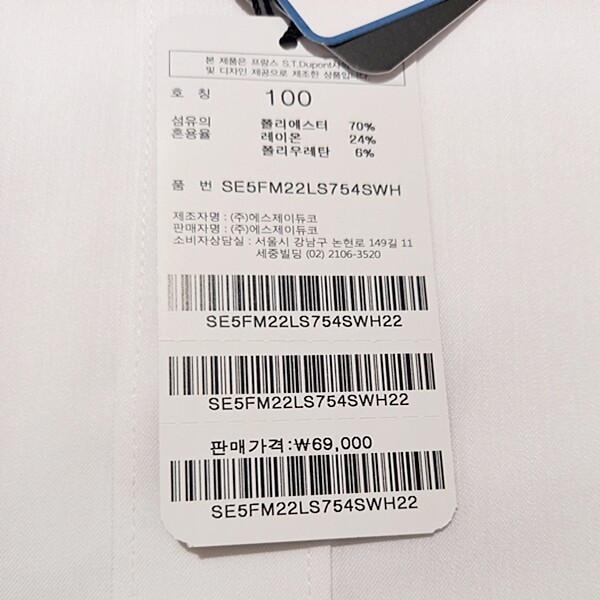 본 제품은 프랑스 S.T.Dupont사의
및 디자인 제공으로 제조한 상품입니다.
호 칭 100
섬유의 폴리에스터 70%
혼용율 레이온 24%
폴리우레탄 6%
품 번 SE5FM22LS754SWH
제조자명 : (주)에스제이듀코
판매자명 : (주)에스제이듀코
소비자상담실 : 서울시 강남구 논현로 149길 11
세중빌딩 (02) 2106-3520
SE5FM22LS754SWH22
SE5FM22LS754SWH22
판매가격:₩69,000
SE5FM22LS754SWH22